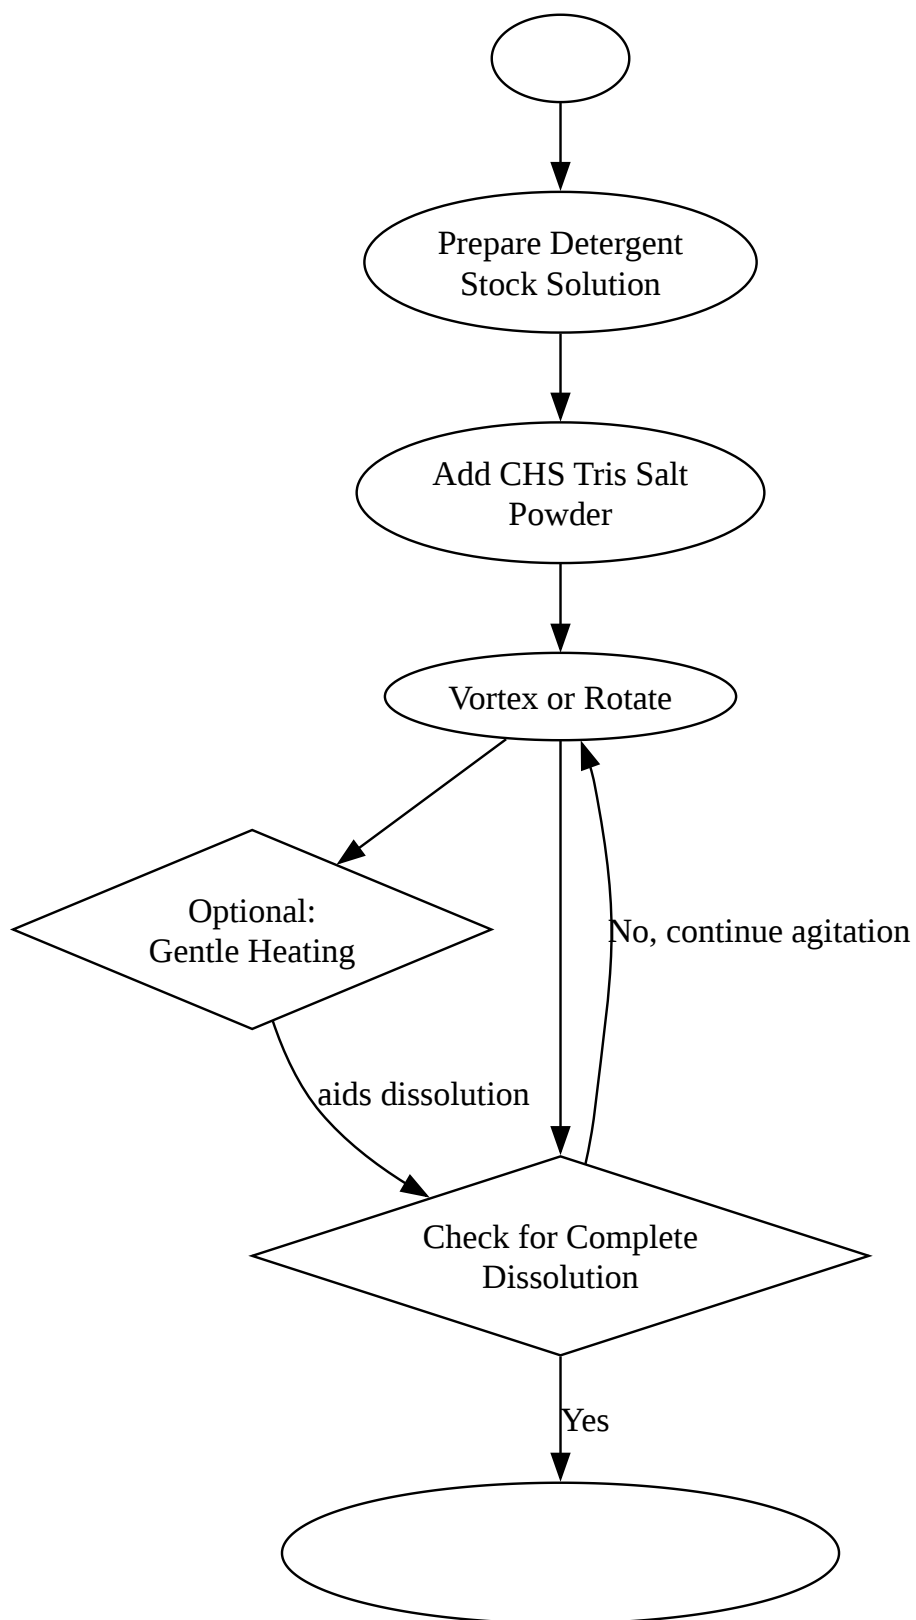 Prepare Detergent
Stock Solution
Add CHS Tris Salt
Powder
Vortex or Rotate
Optional:
Gentle Heating
No, continue agitation
aids dissolution
Check for Complete
Dissolution
Yes